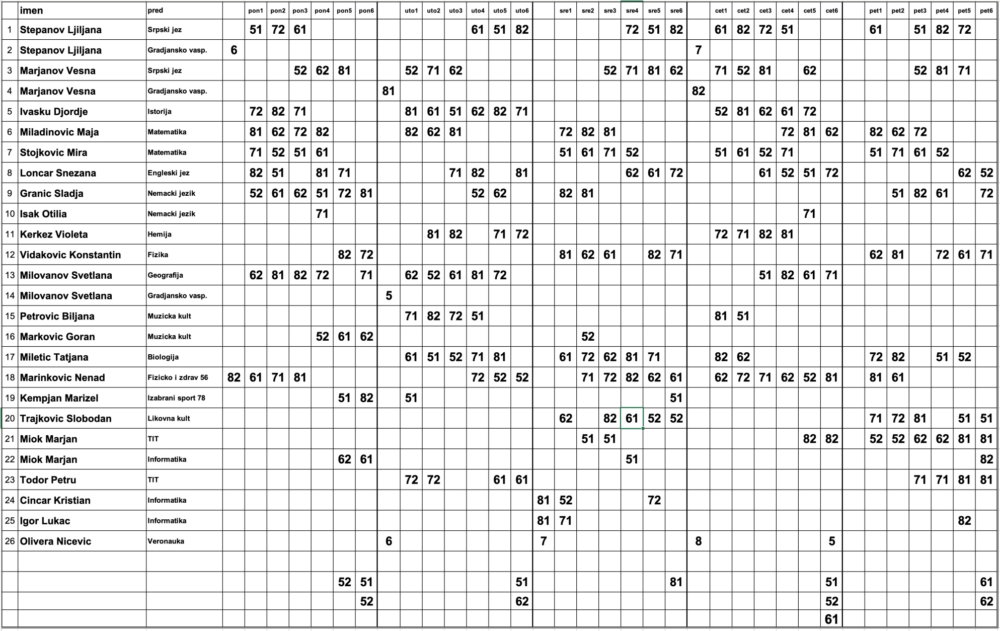 imen pred pon1 pon2 pon3 pon4 pon5 pon6 uto1 uto2 uto3 uto4 uto5 uto6 sre1 sre2 sre3 sre4 sre5 sre6 cet1 cet2 cet3 cet4 cet5 cet6 pet1 pet2 pet3 pet4 pet5 pet6
1 Stepanov Ljiljana Srpski jez 51 72 61 61 51 82 72 51 82 61 82 72 51 61 51 82 72
2 Stepanov Ljiljana Gradjansko vasp. 6 7
3 Marjanov Vesna Srpski jez 52 62 81 52 71 62 52 71 81 62 71 52 81 62 52 81 71
4 Marjanov Vesna Gradjansko vasp. 81 82
5 Ivasku Djordje Istorija 72 82 71 81 61 51 62 82 71 52 81 62 61 72
6 Miladinovic Maja Matematika 81 62 72 82 82 62 81 72 82 81 72 81 62 82 62 72
7 Stojkovic Mira Matematika 71 52 51 61 51 61 71 52 51 61 52 71 51 71 61 52
8 Loncar Snezana Engleski jez 82 51 81 71 71 82 81 62 61 72 61 52 51 72 62 52
9 Granic Sladja Nemacki jezik 52 61 62 51 72 81 52 62 82 81 51 82 61 72
10 Isak Otilia Nemacki jezik 71 71
11 Kerkez Violeta Hemija 81 82 71 72 72 71 82 81
12 Vidakovic Konstantin Fizika 82 72 81 62 61 82 71 62 81 72 61 71
13 Milovanov Svetlana Geografija 62 81 82 72 71 62 52 61 81 72 51 82 61 71
14 Milovanov Svetlana Gradjansko vasp. 5
15 Petrovic Biljana Muzicka kult 71 82 72 51 81 51
16 Markovic Goran Muzicka kult 52 61 62 52
17 Miletic Tatjana Biologija 61 51 52 71 81 61 72 62 81 71 82 62 72 82 51 52
18 Marinkovic Nenad Fizicko i zdrav 56 82 61 71 81 72 52 52 71 72 82 62 61 62 72 71 62 52 81 81 61
19 Kempjan Marizel Izabrani sport 78 51 82 51 51
20 Trajkovic Slobodan Likovna kult 62 82 61 52 52 71 72 81 51 51
21 Miok Marjan TIT 51 51 82 82 52 52 62 62 81 81
22 Miok Marjan Informatika 62 61 51 82
23 Todor Petru TIT 72 72 61 61 71 71 81 81
24 Cincar Kristian Informatika 81 52 72
25 Igor Lukac Informatika 81 71 82
26 Olivera Nicevic Veronauka 6 7 8 5
52 51 51 81 51 61
52 62 52 62
61